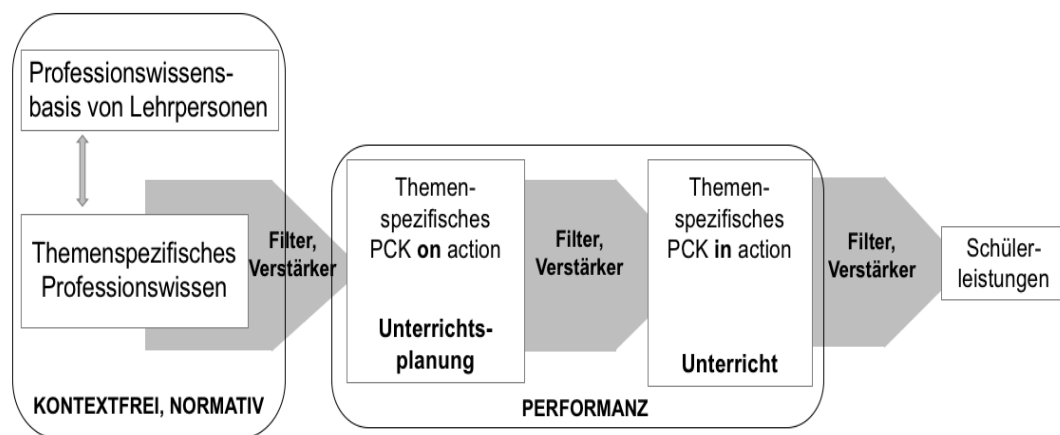 Professionswissens-
basis von Lehrpersonen
Themenspezifisches
Professionswissen
KONTEXTFREI, NORMATIV
Filter,
Verstärker
Themen-
spezifisches
PCK on action
Unterrichts-
planung
Filter,
Verstärker
Themen-
spezifisches
PCK in action
Unterricht
PERFORMANZ
Filter,
Verstärker
Schüler-
leistungen